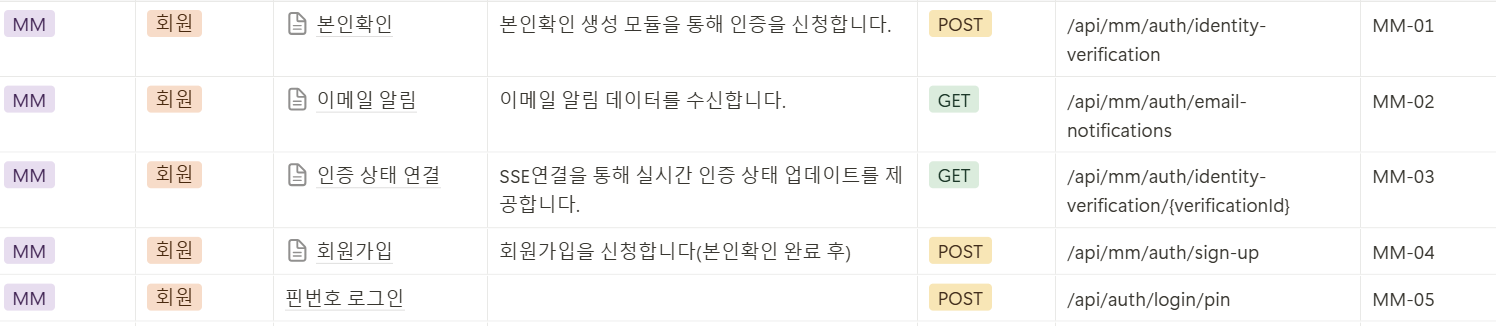 MM 회원 본인확인 본인확인 생성 모듈을 통해 인증을 신청합니다. POST /api/mm/auth/identity-
verification MM-01
MM 회원 이메일 알림 이메일 알림 데이터를 수신합니다. GET /api/mm/auth/email-
notifications MM-02
MM 회원 인증 상태 연결 SSE연결을 통해 실시간 인증 상태 업데이트를 제
공합니다. GET /api/mm/auth/identity-
verification/{verificationId} MM-03
MM 회원 회원가입 회원가입을 신청합니다(본인확인 완료 후) POST /api/mm/auth/sign-up MM-04
MM 회원 핀번호 로그인 POST /api/auth/login/pin MM-05